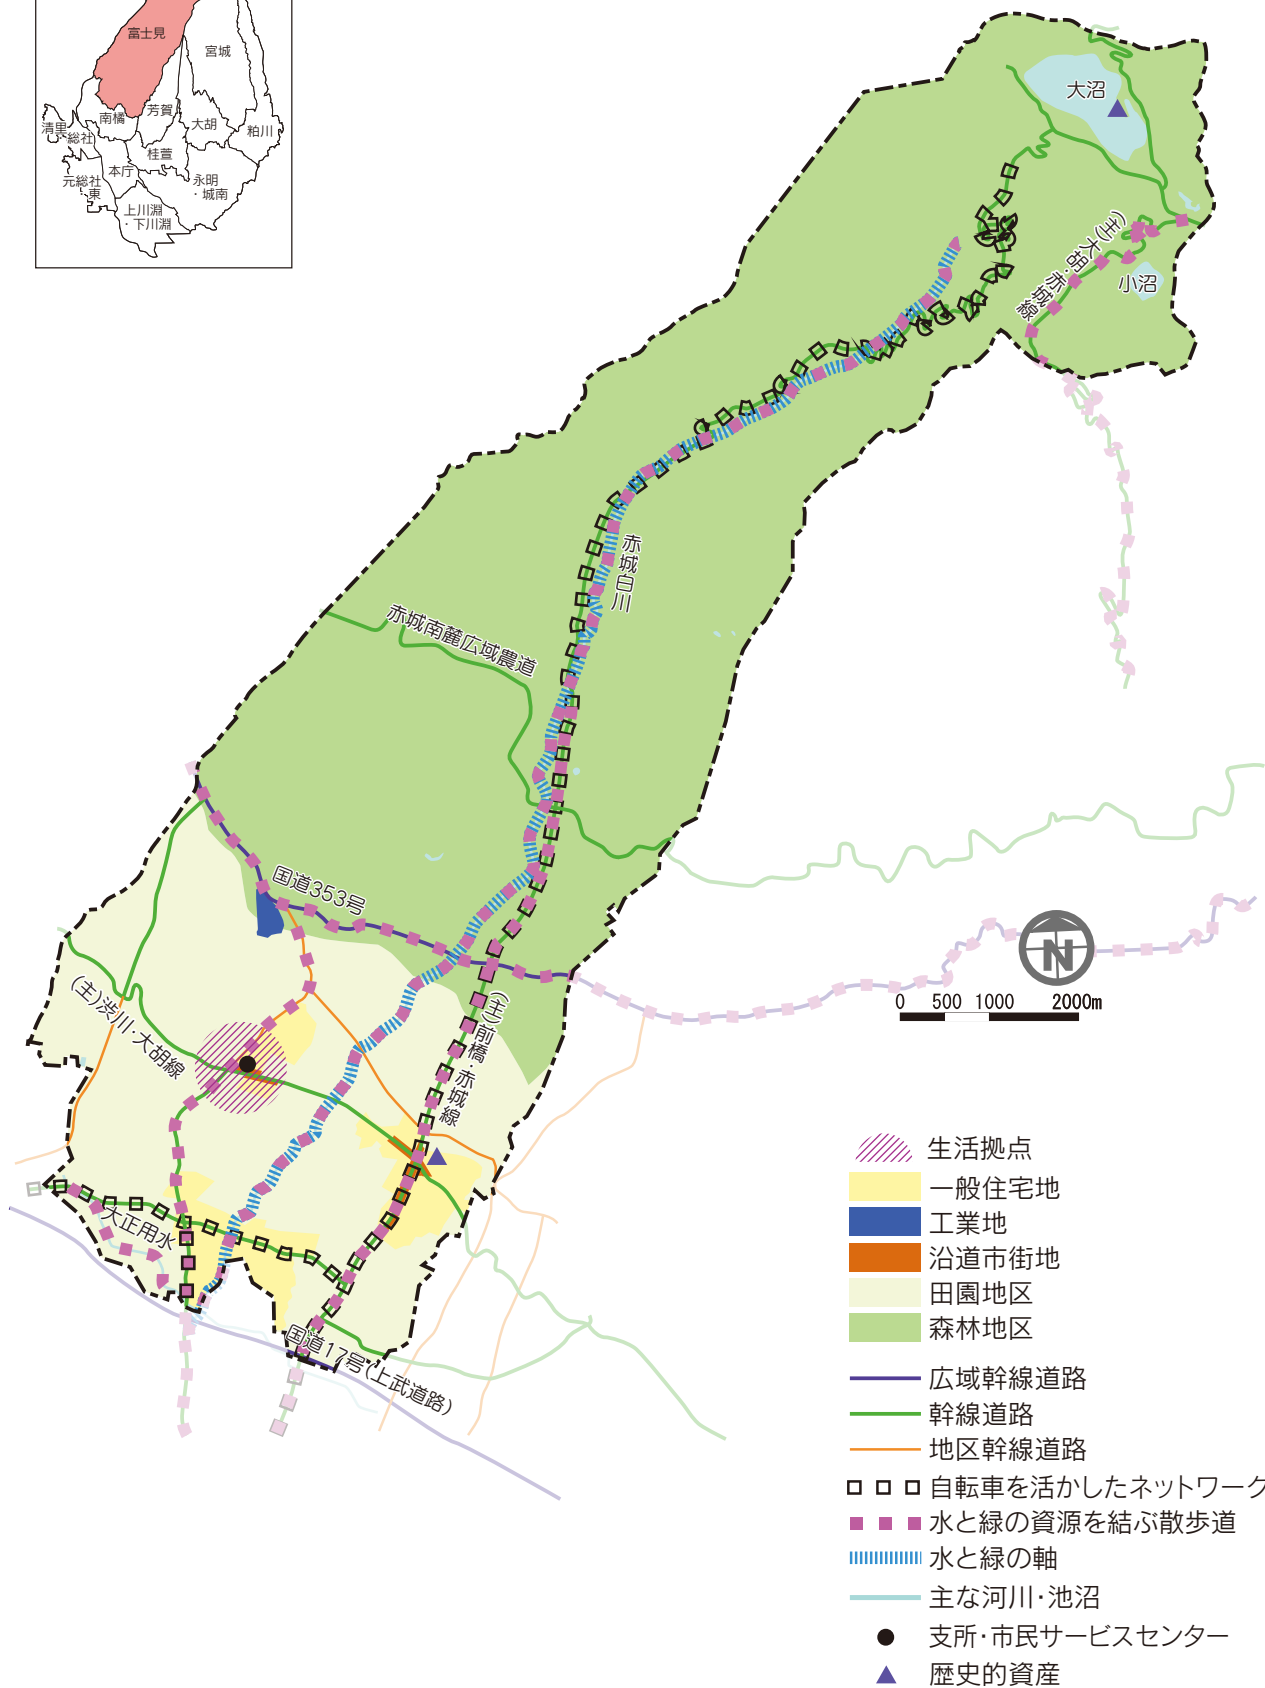 富士見
宮城
芳賀
南橘
大胡
粕川
清里
総社
桂萱
本庁
元総社
東
永明
・城南
上川淵
・下川淵
大沼
(主)大胡・赤城線
小沼
赤城白川
赤城南麓広域農道
国道353号
(主)渋川・大胡線
(主)前橋・赤城線
大正用水
国道17号(上武道路)
N
0 500 1000 2000m
生活拠点
一般住宅地
工業地
沿道市街地
田園地区
森林地区
広域幹線道路
幹線道路
地区幹線道路
自転車を活かしたネットワーク
水と緑の資源を結ぶ散歩道
水と緑の軸
主な河川・池沼
支所・市民サービスセンター
歴史的資産